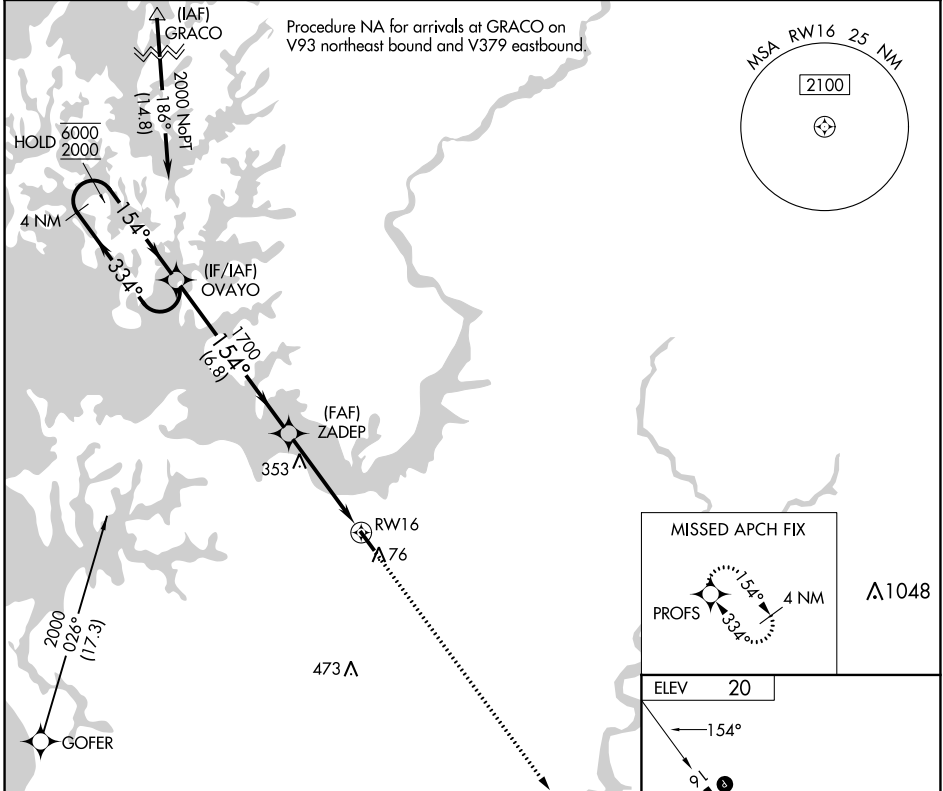 (IAF)
GRACO
Procedure NA for arrivals at GRACO on
V93 northeast bound and V379 eastbound.
MSA RW16 25 NM
2100
2000 NoPT
186°
(14.8)
HOLD
6000
2000
4 NM
154°
334°
(IF/IAF)
OVAYO
1700
154°
(6.8)
(FAF)
ZADEP
353
RW16
76
MISSED APCH FIX
154°
4 NM
PROFS
334°
1048
2000
026°
(17.3)
473
GOFER
ELEV 20
154°
16
P